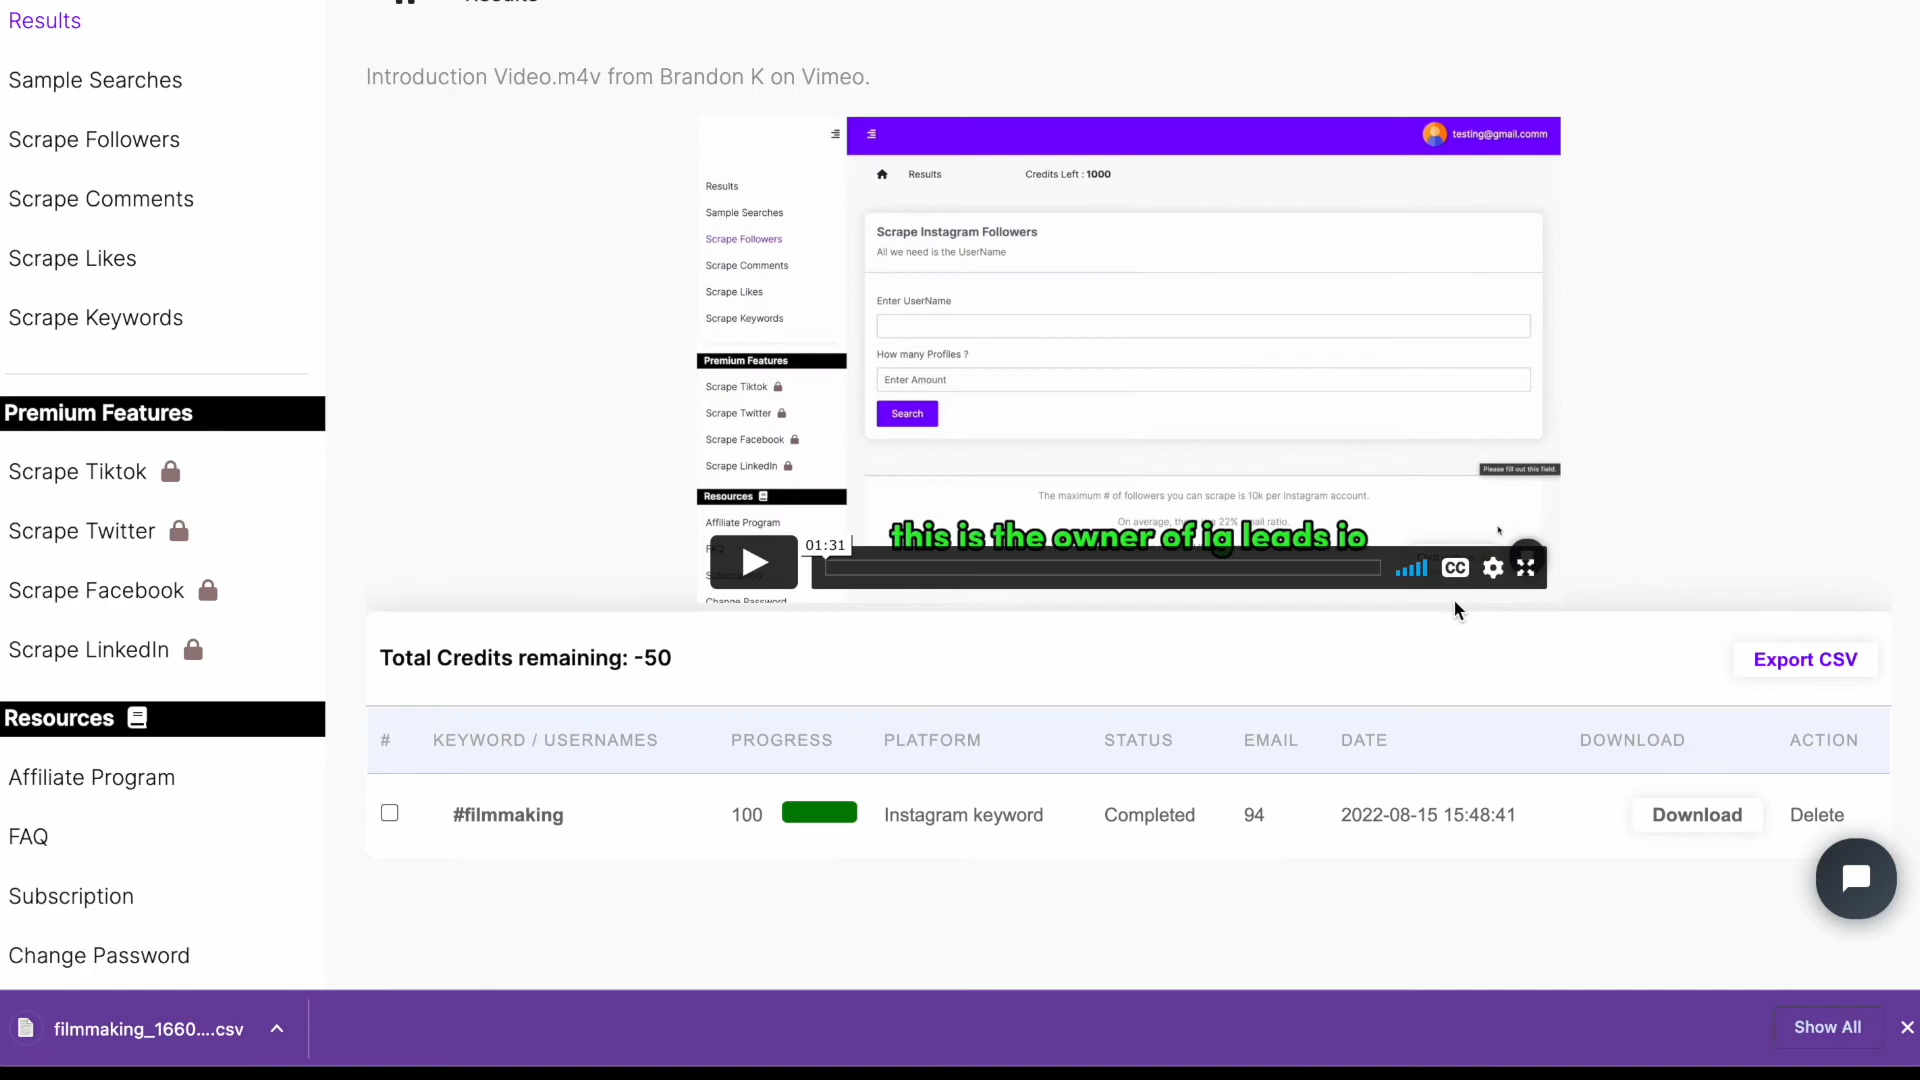 Results
Sample Searches
Scrape Followers
Scrape Comments
Scrape Likes
Scrape Keywords
Premium Features
Scrape Tiktok
Scrape Twitter
Scrape Facebook
Scrape LinkedIn
Resources
Affiliate Program
FAQ
Subscription
Change Password
Results
Introduction Video.m4v from Brandon K on Vimeo.
testing@gmail.comm
Results
Credits Left : 1000
Results
Sample Searches
Scrape Followers
Scrape Comments
Scrape Likes
Scrape Keywords
Premium Features
Scrape Tiktok
Scrape Twitter
Scrape Facebook
Scrape LinkedIn
Resources
Affiliate Program
FAQ
Subscription
Change Password
Scrape Instagram Followers
All we need is the UserName
Enter UserName
How many Profiles ?
Enter Amount
Search
Please fill out this field.
The maximum # of followers you can scrape is 10k per Instagram account.
On average, 22% ratio.
this is the owner of ig leads io
01:31
CC
Total Credits remaining: -50
Export CSV
# KEYWORD / USERNAMES PROGRESS PLATFORM STATUS EMAIL DATE DOWNLOAD ACTION
#filmmaking 100 Instagram keyword Completed 94 2022-08-15 15:48:41 Download Delete
filmmaking_1660....csv
Show All